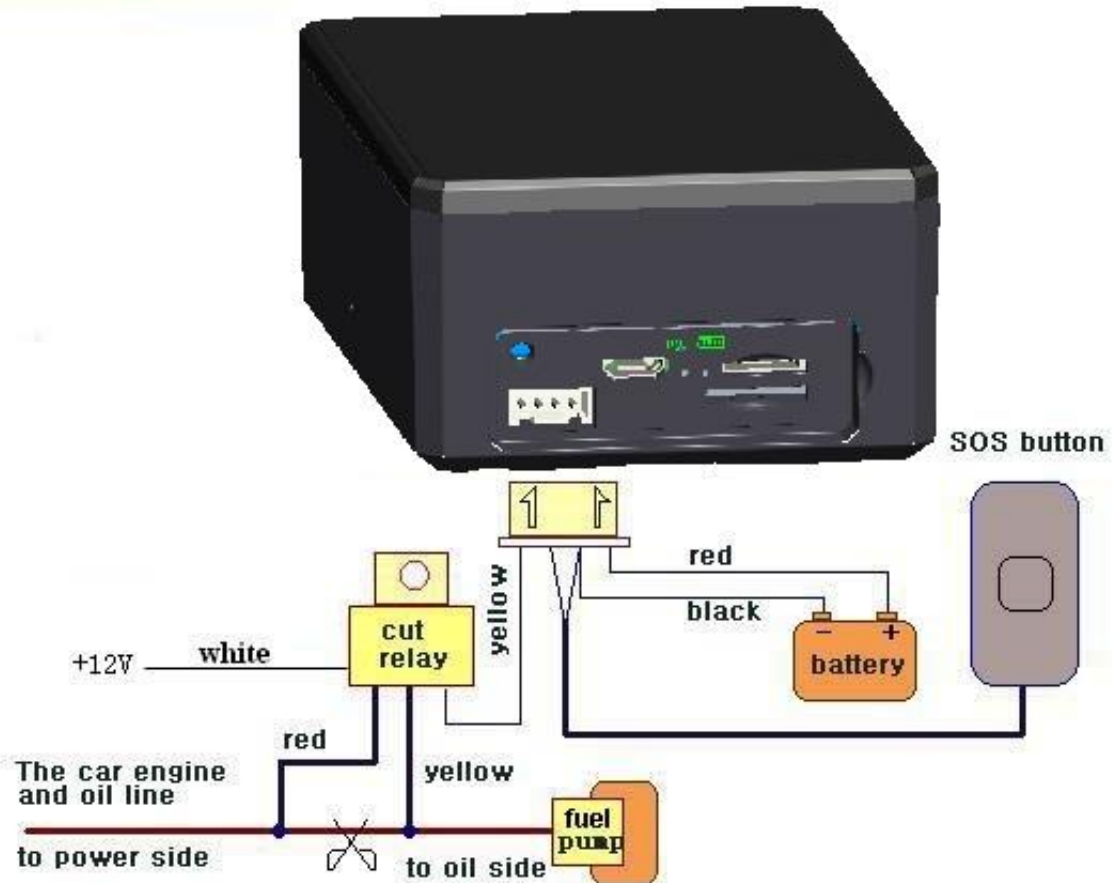 SOS button
red
black
yellow
cut
relay
+12V
white
battery
- +
red
yellow
The car engine
and oil line
to power side
to oil side
fuel
pump